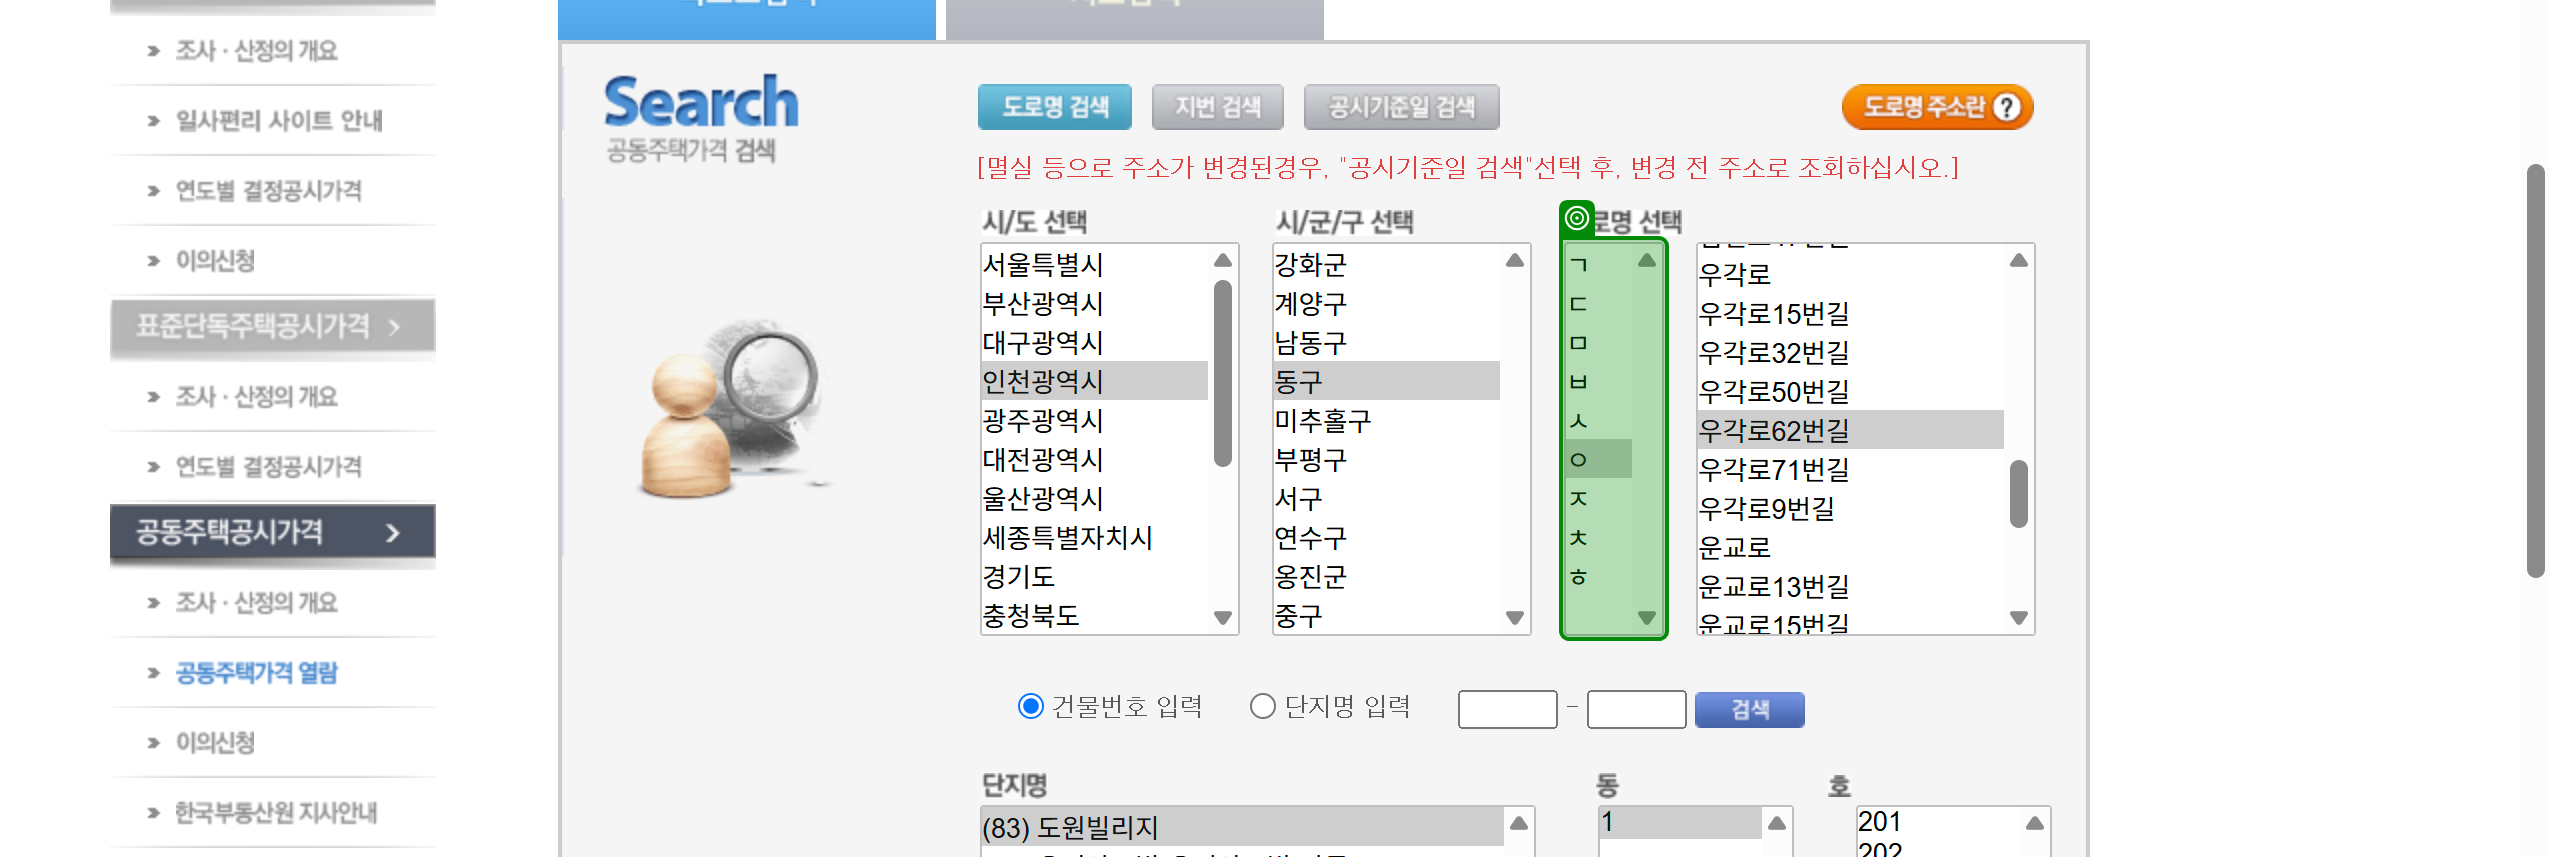 조사 · 산정의 개요
일사편리 사이트 안내
연도별 결정공시가격
이의신청
표준단독주택공시가격
조사 · 산정의 개요
연도별 결정공시가격
공동주택공시가격
조사 · 산정의 개요
공동주택가격 열람
이의신청
한국부동산원 지사안내
Search
공동주택가격 검색
도로명 검색
지번 검색
공시기준일 검색
도로명 주소란 ?
[멸실 등으로 주소가 변경된경우, "공시기준일 검색"선택 후, 변경 전 주소로 조회하십시오.]
시/도 선택
서울특별시
부산광역시
대구광역시
인천광역시
광주광역시
대전광역시
울산광역시
세종특별자치시
경기도
충청북도
시/군/구 선택
강화군
계양구
남동구
동구
미추홀구
부평구
서구
연수구
옹진군
중구
로명 선택
ㄱ
ㄷ
ㅁ
ㅂ
ㅅ
ㅇ
ㅈ
ㅊ
ㅎ
우각로
우각로15번길
우각로32번길
우각로50번길
우각로62번길
우각로71번길
우각로9번길
운교로
운교로13번길
운교로15번길
건물번호 입력
단지명 입력
-
검색
단지명
(83) 도원빌리지
동
1
호
201
202